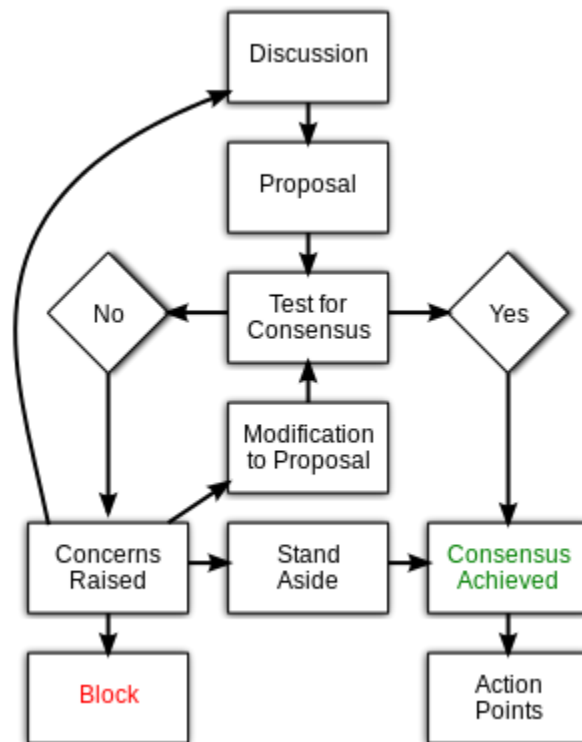 Discussion
Proposal
No
Test for
Consensus
Yes
Modification
to Proposal
Concerns
Raised
Stand
Aside
Consensus
Achieved
Block
Action
Points